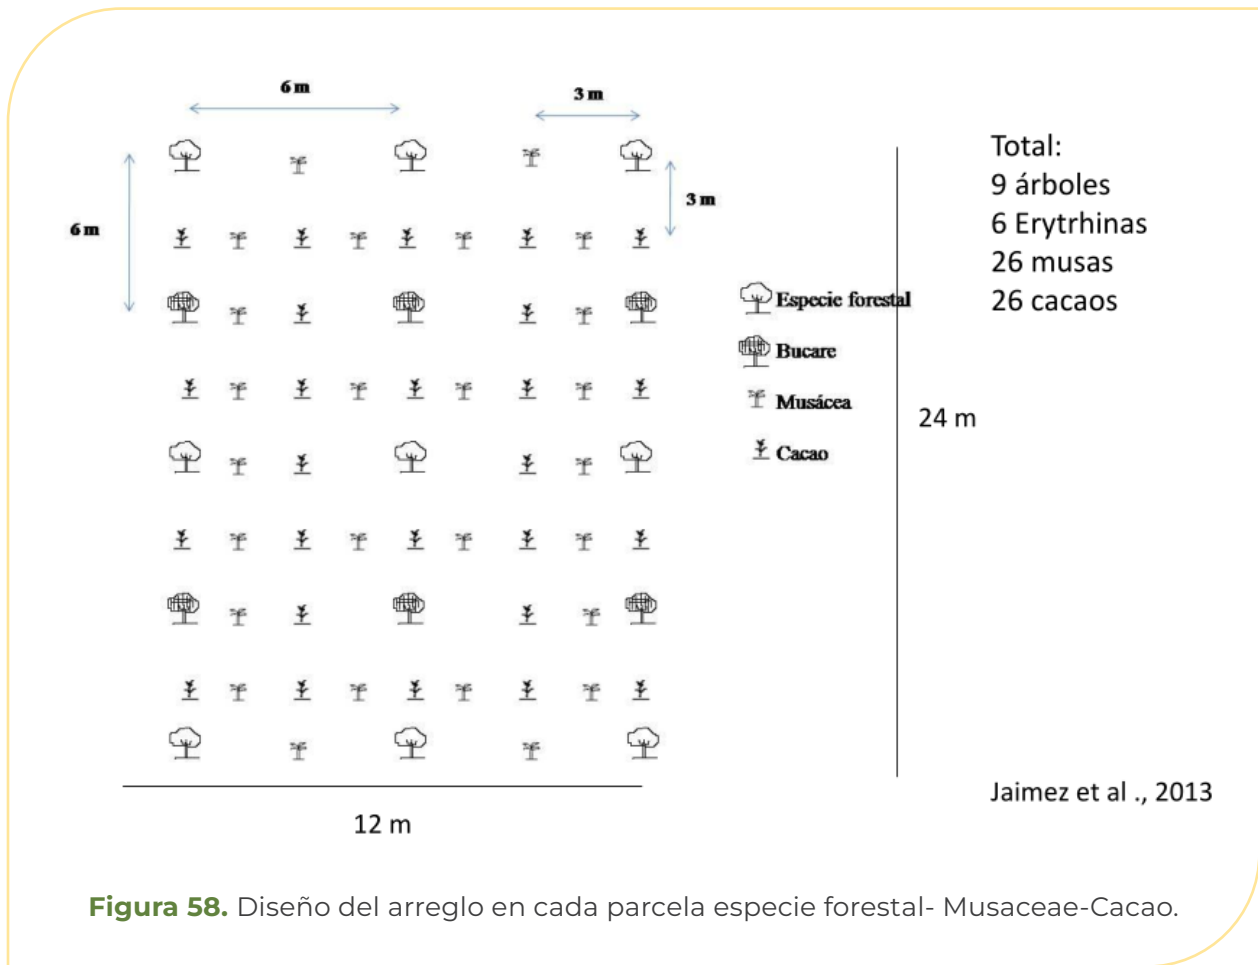 6 m
3 m
6 m
3 m
Total:
9 árboles
6 Erytrhinas
26 musas
26 cacaos
Especie forestal
Bucare
Musácea
Cacao
24 m
12 m
Jaimez et al ., 2013
Figura 58. Diseño del arreglo en cada parcela especie forestal- Musaceae-Cacao.